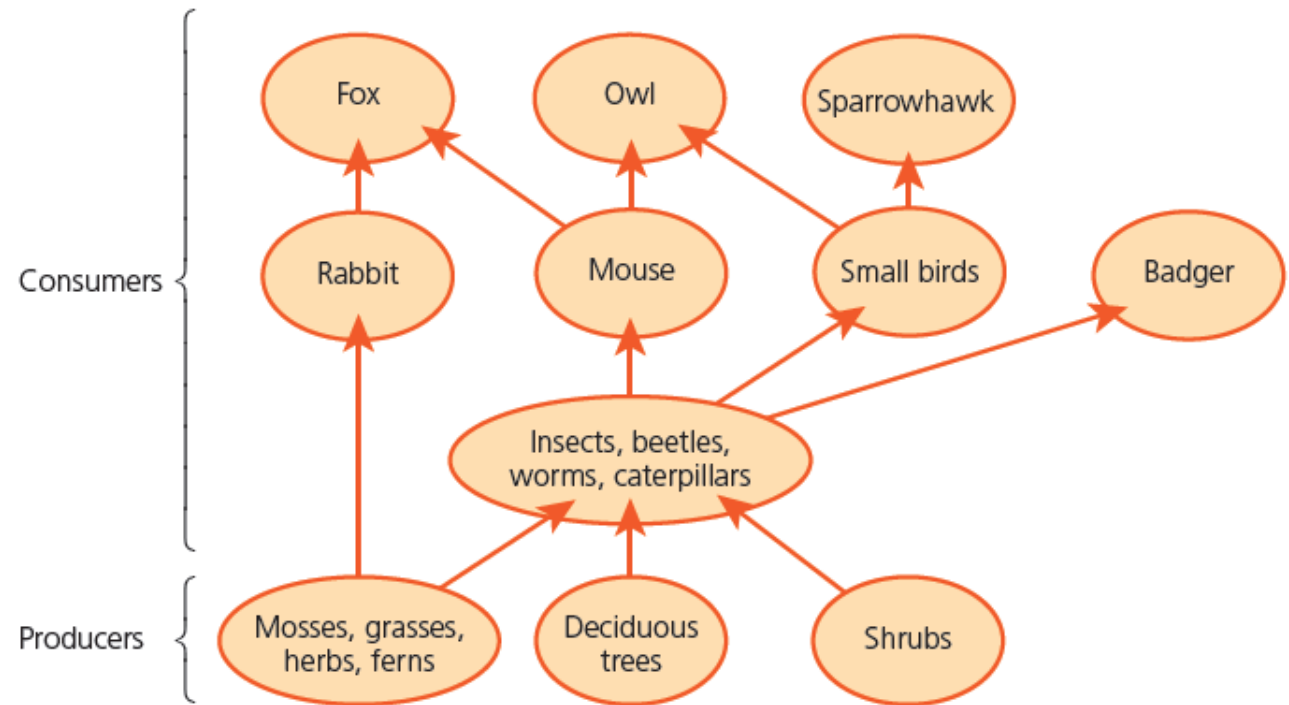 Fox
Owl
Sparrowhawk
Consumers
Rabbit
Mouse
Small birds
Badger
Insects, beetles,
worms, caterpillars
Producers
Mosses, grasses,
herbs, ferns
Deciduous
trees
Shrubs